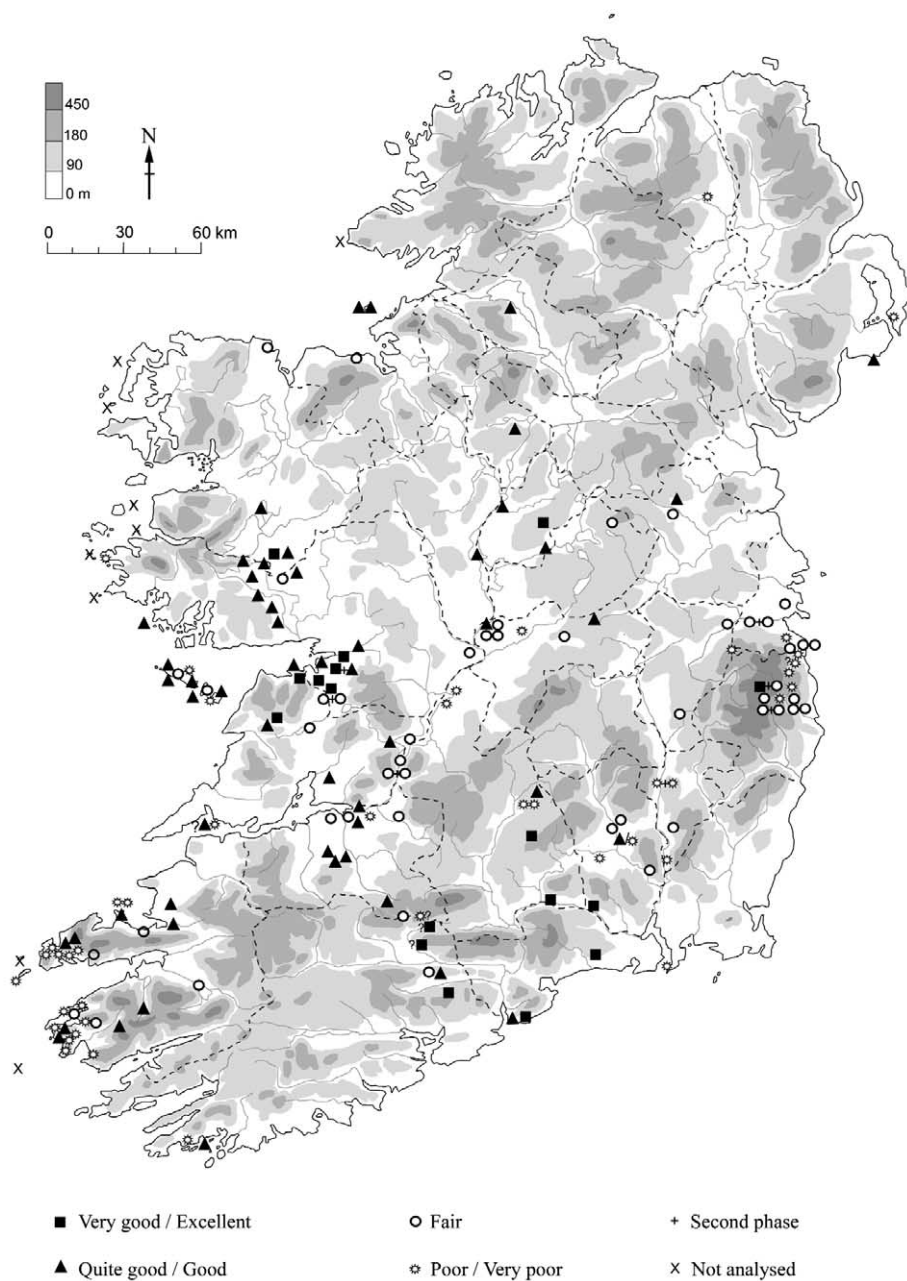 450
180
90
0 m
N
0 30 60 km
? ?
?
Very good / Excellent
Fair
+ Second phase
Quite good / Good
Poor / Very poor
x Not analysed